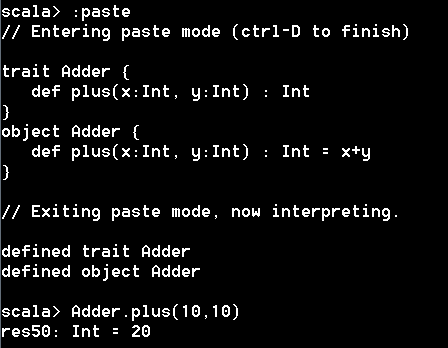 scala> :paste
// Entering paste mode (ctrl-D to finish)
trait Adder {
   def plus(x:Int, y:Int) : Int
}
object Adder {
   def plus(x:Int, y:Int) : Int = x+y
}
// Exiting paste mode, now interpreting.
defined trait Adder
defined object Adder
scala> Adder.plus(10,10)
res50: Int = 20